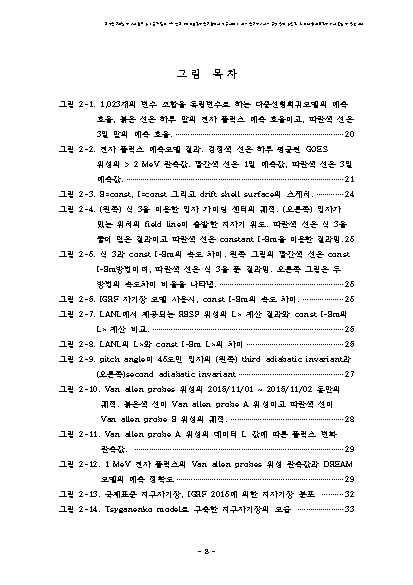 그림 목차
그림 2-1. 1,023개의 변수 조합을 독립변수로 하는 다중선형회귀모델의 예측
효율, 붉은 선은 하루 앞의 전자 플럭스 예측 효율이고, 파란색 선은
3일 앞의 예측 효율. 20
그림 2-2. 전자 플럭스 예측모델 결과. 검정색 선은 하루 평균된 GOES
위성의 > 2 MeV 관측값. 빨간색 선은 1일 예측값, 파란색 선은 3일
예측값. 21
그림 2-3. B=const, I=const 그리고 drift shell surface의 스케치. 24
그림 2-4. (왼쪽) 식 3을 이용한 입자 가이딩 센터의 궤적. (오른쪽) 입자가
있는 위치의 field line이 출발한 지자기 위도. 파란색 선은 식 3을
풀어 얻은 결과이고 파란색 선은 constant I-Bm을 이용한 결과임. 25
그림 2-5. 식 3과 const I-Bm의 속도 차이. 왼쪽 그림의 빨간색 선은 const
I-Bm방법이며, 파란색 선은 식 3을 푼 결과임. 오른쪽 그림은 두
방법의 속도차이 비율을 나타냄. 25
그림 2-6. IGRF 자기장 모델 사용시, const I-Bm의 속도 차이. 25
그림 2-7. LANL에서 제공되는 RBSP 위성의 L* 계산 결과와 const I-Bm의
L* 계산 비교. 26
그림 2-8. LANL의 L*와 const I-Bm L*의 차이 26
그림 2-9. pitch angle이 45도인 입자의 (왼쪽) third adiabatic invariant과
(오른쪽)second adiabatic invariant 27
그림 2-10. Van allen probes 위성의 2015/11/01 ~ 2015/11/02 동안의
궤적. 붉은색 선이 Van allen probe A 위성이고 파란색 선이
Van allen probe B 위성의 궤적. 28
그림 2-11. Van allen probe A 위성의 데이터 L 값에 따른 플럭스 변화
관측값. 29
그림 2-12. 1 MeV 전자 플럭스의 Van allen probes 위성 관측값과 DREAM
모델의 예측 정확도 29
그림 2-13. 국제표준 지구자기장, IGRF 2015에 의한 지자기장 분포 32
그림 2-14. Tsyganenko model로 구축한 지구자기장의 모습 33
- 8 -